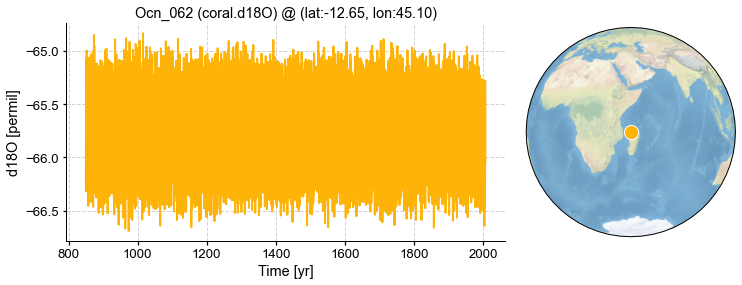 Ocn_062 (coral.d18O) @ (lat:-12.65, lon:45.10)
−65.0
−65.5
−66.0
−66.5
d18O [permil]
800 1000 1200 1400 1600 1800 2000
Time [yr]